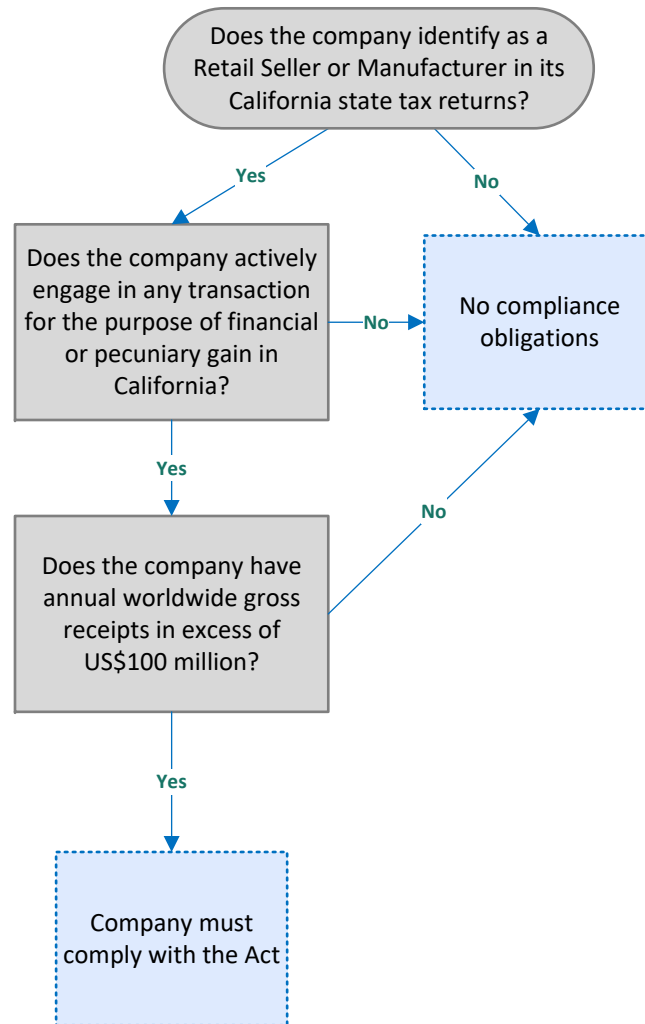 Does the company identify as a
Retail Seller or Manufacturer in its
California state tax returns?
Yes
No
Does the company actively
engage in any transaction
for the purpose of financial
or pecuniary gain in
California?
No
No compliance
obligations
Yes
No
Does the company have
annual worldwide gross
receipts in excess of
US$100 million?
Yes
Company must
comply with the Act